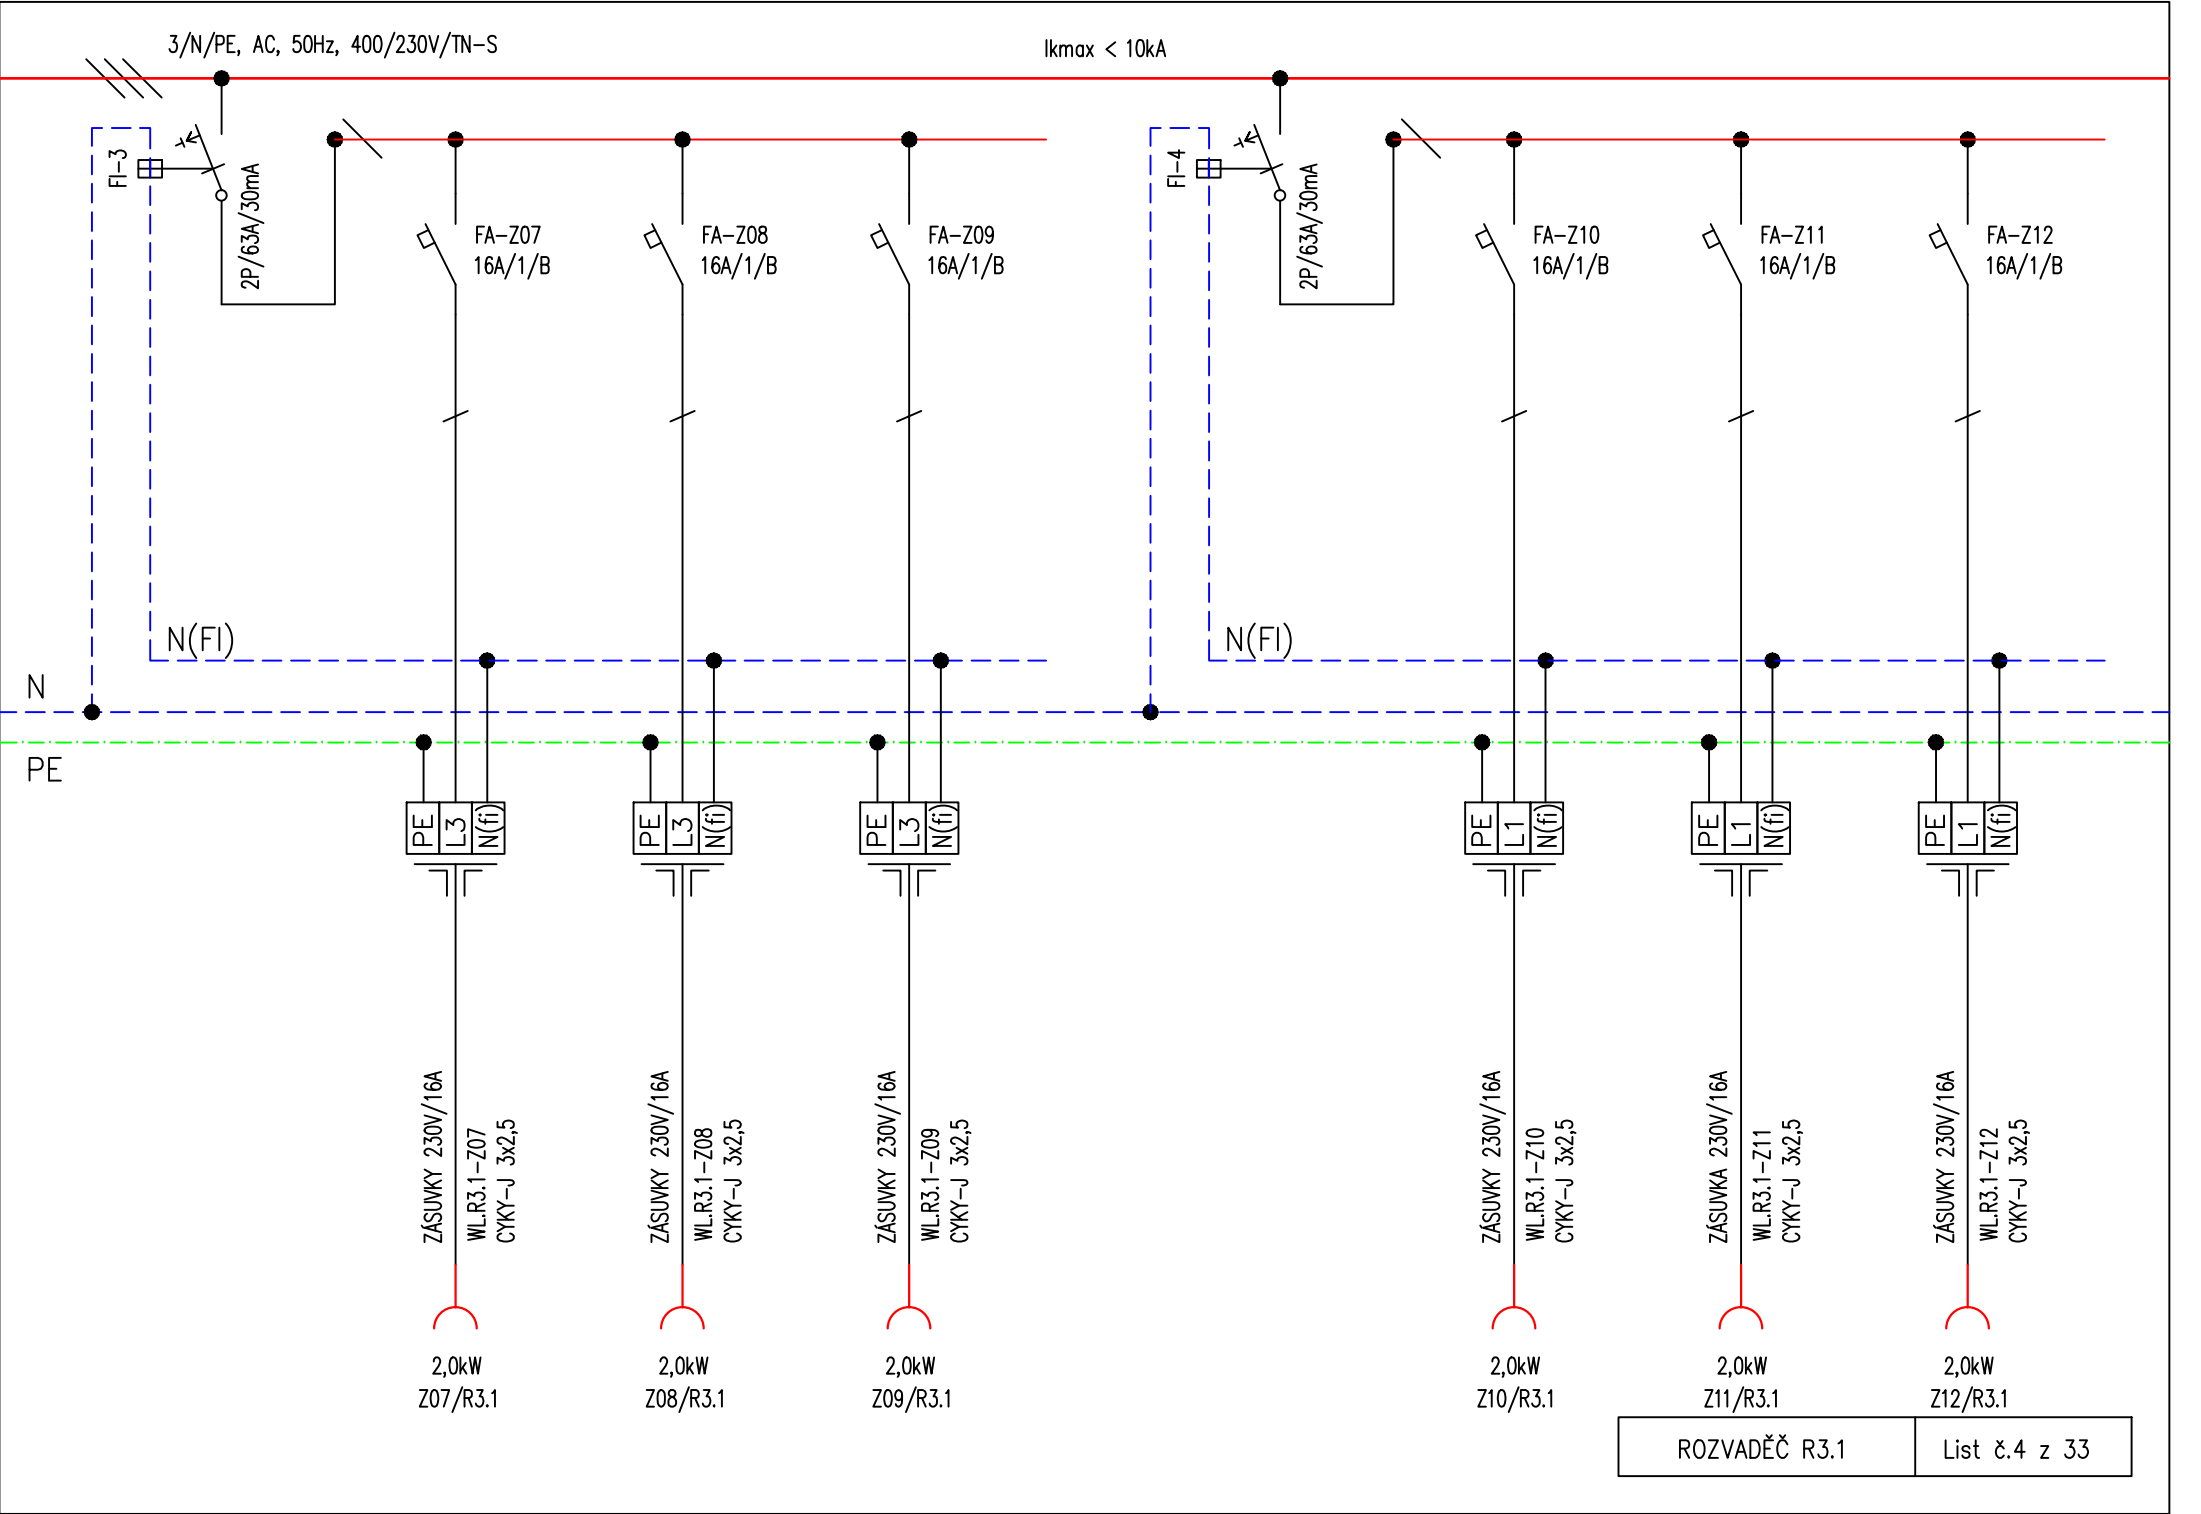 3/N/PE, AC, 50Hz, 400/230V/TN-S
Ikmax < 10kA
FI-3
2P/63A/30mA
FA-Z07
16A/1/B
FA-Z08
16A/1/B
FA-Z09
16A/1/B
FI-4
2P/63A/30mA
FA-Z10
16A/1/B
FA-Z11
16A/1/B
FA-Z12
16A/1/B
N(FI)
N(FI)
N
PE
PE L3 N(fi)
PE L3 N(fi)
PE L3 N(fi)
PE L1 N(fi)
PE L1 N(fi)
PE L1 N(fi)
ZÁSUVKY 230V/16A
WL.R3.1-Z07
CYKY-J 3x2,5
ZÁSUVKY 230V/16A
WL.R3.1-Z08
CYKY-J 3x2,5
ZÁSUVKY 230V/16A
WL.R3.1-Z09
CYKY-J 3x2,5
ZÁSUVKY 230V/16A
WL.R3.1-Z10
CYKY-J 3x2,5
ZÁSUVKA 230V/16A
WL.R3.1-Z11
CYKY-J 3x2,5
ZÁSUVKY 230V/16A
WL.R3.1-Z12
CYKY-J 3x2,5
2,0kW
Z07/R3.1
2,0kW
Z08/R3.1
2,0kW
Z09/R3.1
2,0kW
Z10/R3.1
2,0kW
Z11/R3.1
2,0kW
Z12/R3.1
ROZVADĚČ R3.1
List č.4 z 33